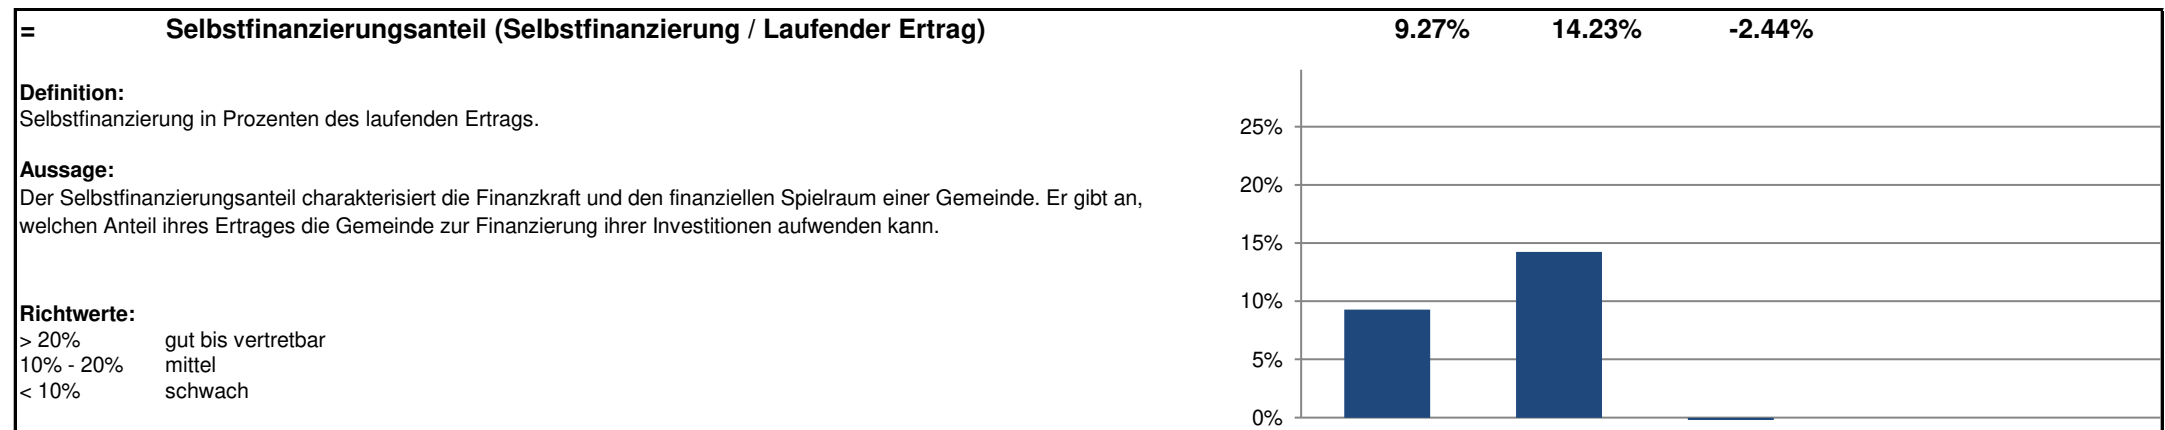 = Selbstfinanzierungsanteil (Selbstfinanzierung / Laufender Ertrag) 9.27% 14.23% -2.44%
Definition:
Selbstfinanzierung in Prozenten des laufenden Ertrags.
Aussage:
Der Selbstfinanzierungsanteil charakterisiert die Finanzkraft und den finanziellen Spielraum einer Gemeinde. Er gibt an,
welchen Anteil ihres Ertrages die Gemeinde zur Finanzierung ihrer Investitionen aufwenden kann.
Richtwerte:
> 20% gut bis vertretbar
10% - 20% mittel
< 10% schwach
25%
20%
15%
10%
5%
0%